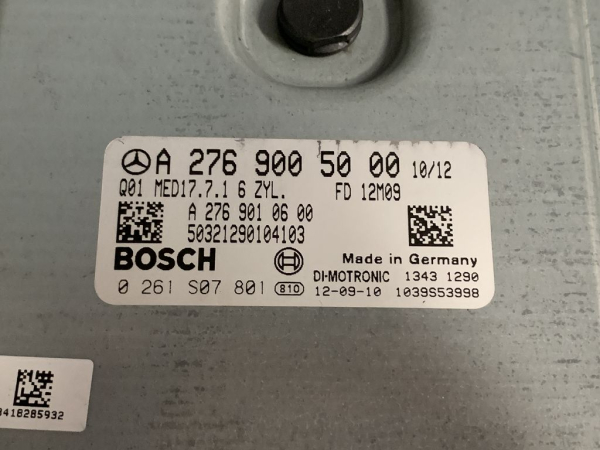 A 276 900 50 00 10/12
Q01 MED17.7.1 6 ZYL. FD 12M09
A 276 901 06 00
50321290104103
BOSCH Made in Germany
DI-MOTRONIC 1343 1290
0 261 S07 801 810 12-09-10 1039S53998
8418285932